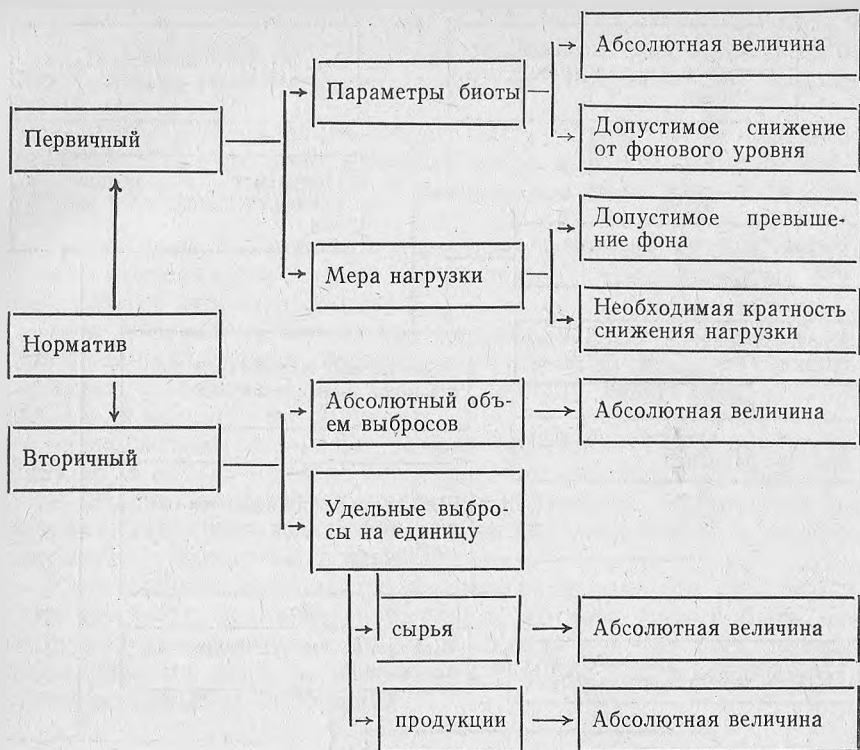 Абсолютная величина
Параметры биоты
Первичный
Допустимое снижение
от фонового уровня
Допустимое превыше-
ние фона
Мера нагрузки
Необходимая кратность
снижения нагрузки
Норматив
Абсолютный объ-
ем выбросов
Абсолютная величина
Вторичный
Удельные выбро-
сы на единицу
сырья
Абсолютная величина
продукции
Абсолютная величина